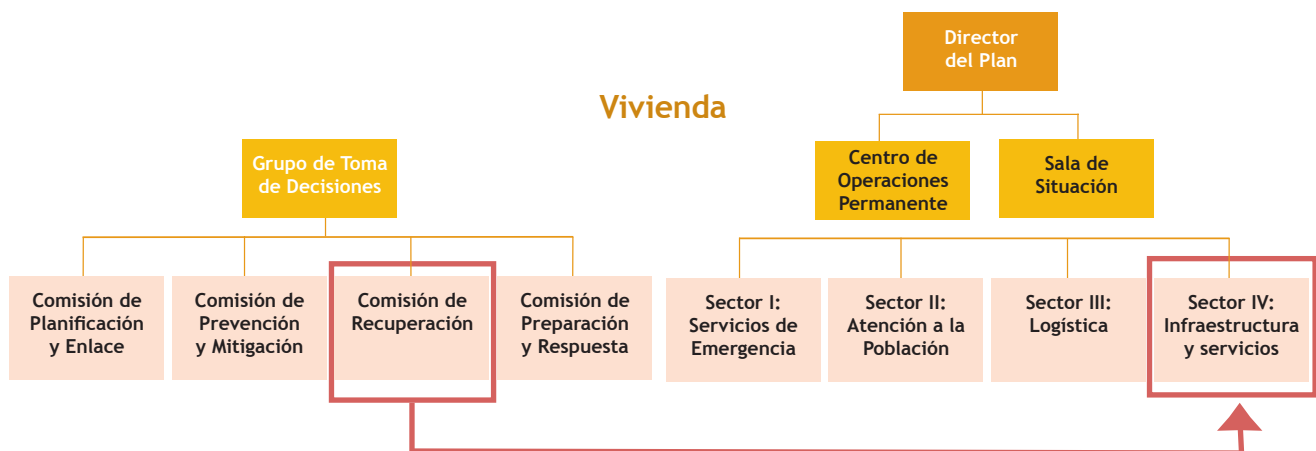 Director
del Plan
Vivienda
Grupo de Toma
de Decisiones
Centro de
Operaciones
Permanente
Sala de
Situación
Comisión de
Planificación
y Enlace
Comisión de
Prevención
y Mitigación
Comisión de
Recuperación
Comisión de
Preparación
y Respuesta
Sector I:
Servicios de
Emergencia
Sector II:
Atención a la
Población
Sector III:
Logística
Sector IV:
Infraestructura
y servicios